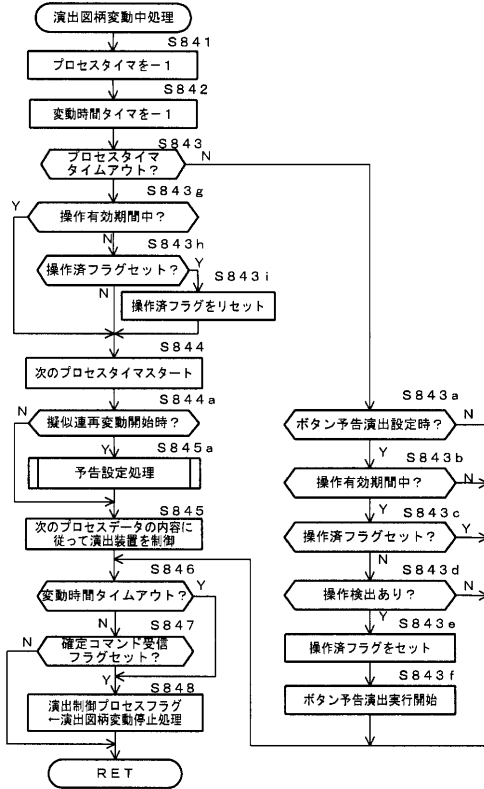 演出図柄変動中処理
S841
プロセスタイマを－1
S842
変動時間タイマを－1
S843
プロセスタイマ
タイムアウト？
N
S843g
Y
操作有効期間中？
N
S843h
操作済フラグセット？
Y
S843i
N
操作済フラグをリセット
S844
次のプロセスタイマスタート
S844a
N
擬似連再変動開始時？
Y
S845a
予告設定処理
S845
次のプロセスデータの内容に
従って演出装置を制御
S846
変動時間タイムアウト？
Y
N
S847
N
確定コマンド受信
フラグセット？
Y
S848
演出制御プロセスフラグ
←演出図柄変動停止処理
RET
S843a
ボタン予告演出設定時？
N
Y
S843b
操作有効期間中？
N
Y
S843c
操作済フラグセット？
Y
N
S843d
操作検出あり？
N
Y
S843e
操作済フラグをセット
S843f
ボタン予告演出実行開始